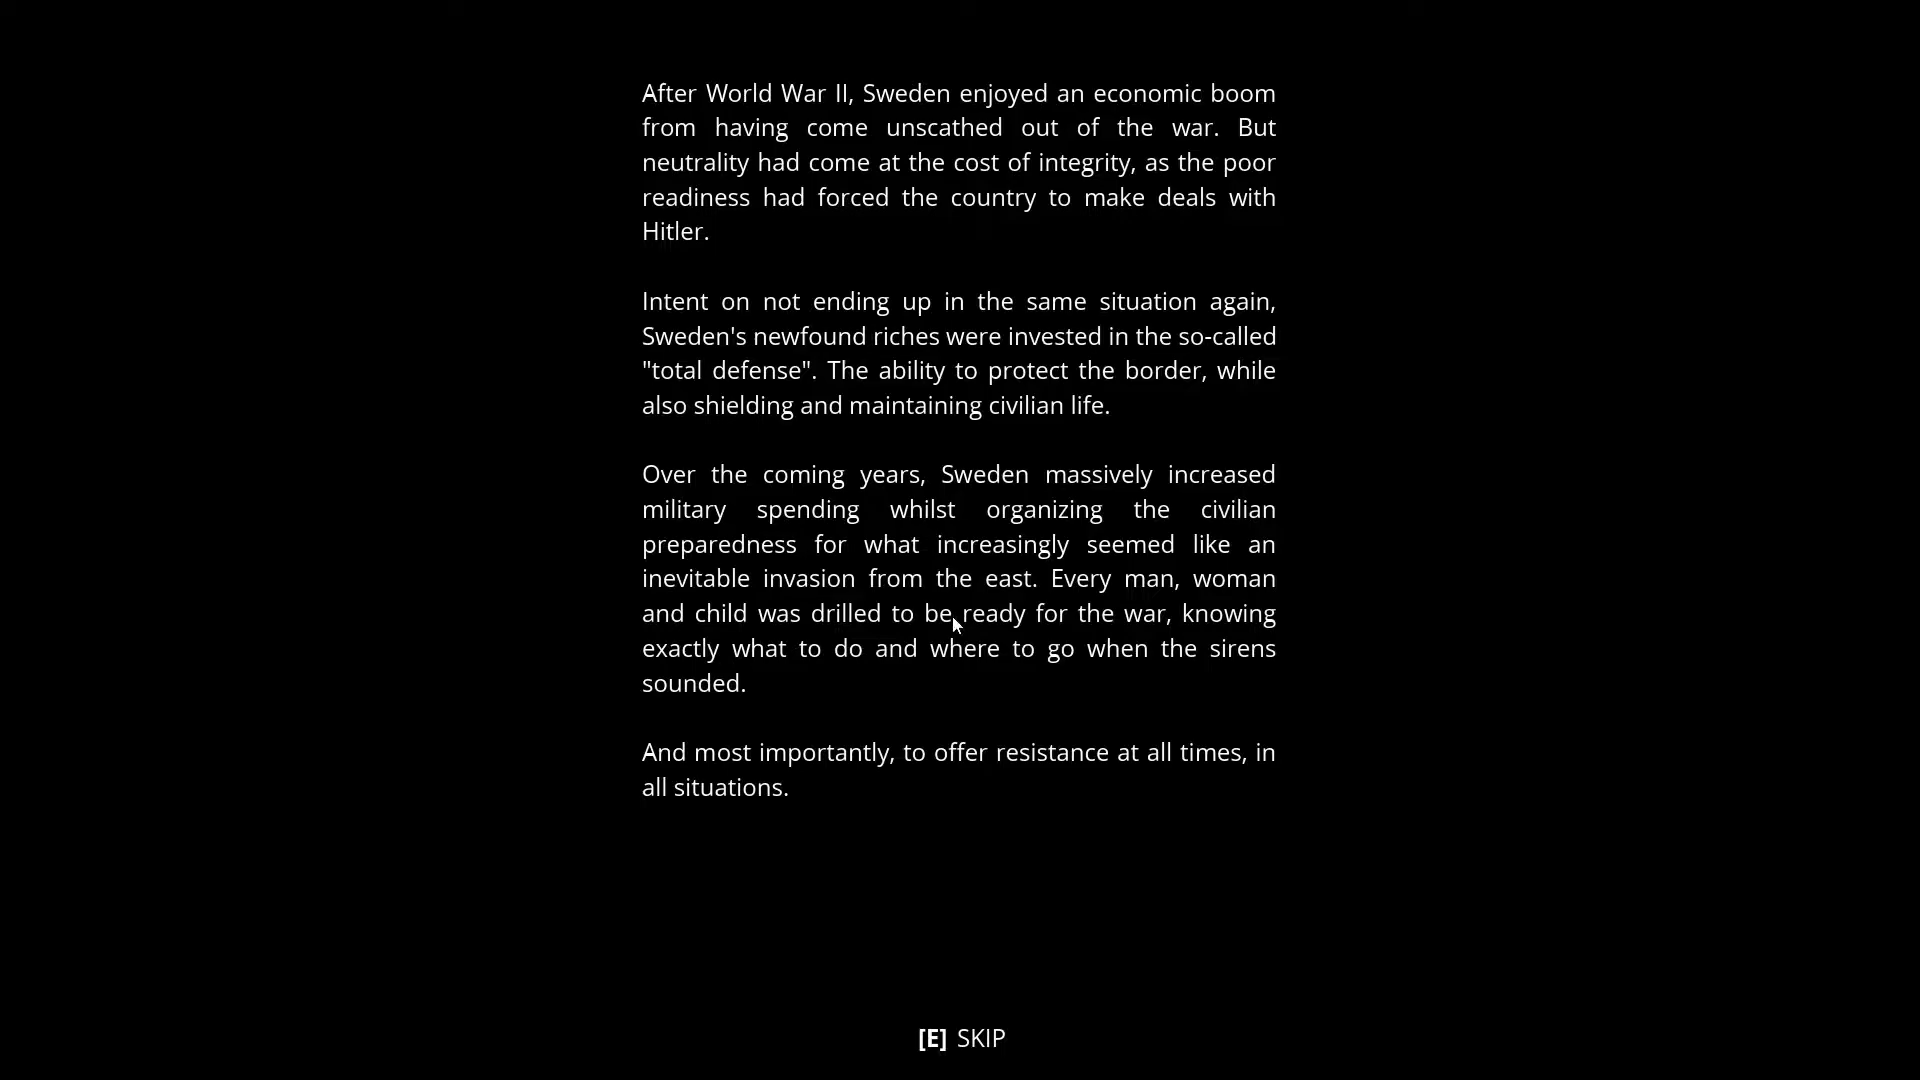 After World War II, Sweden enjoyed an economic boom
from having come unscathed out of the war. But
neutrality had come at the cost of integrity, as the poor
readiness had forced the country to make deals with
Hitler.
Intent on not ending up in the same situation again,
Sweden's newfound riches were invested in the so-called
"total defense". The ability to protect the border, while
also shielding and maintaining civilian life.
Over the coming years, Sweden massively increased
military spending whilst organizing the civilian
preparedness for what increasingly seemed like an
inevitable invasion from the east. Every man, woman
and child was drilled to be ready for the war, knowing
exactly what to do and where to go when the sirens
sounded.
And most importantly, to offer resistance at all times, in
all situations.
[E] SKIP